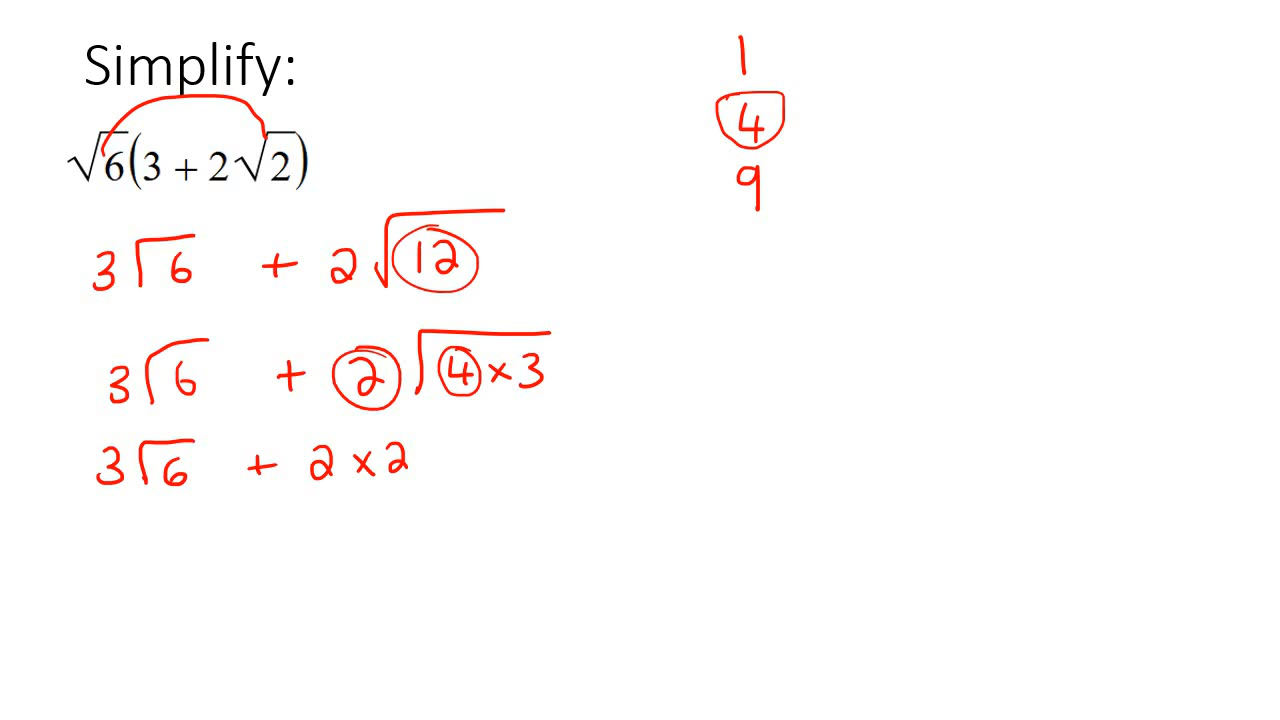 Simplify:
√6(3 + 2√2)
3√6 + 2√12
3√6 + 2√4×3
3√6 + 2×2
1
4
9